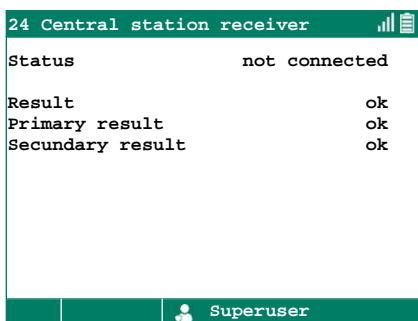 24 Central station receiver
Status not connected
Result ok
Primary result ok
Secundary result ok
Superuser